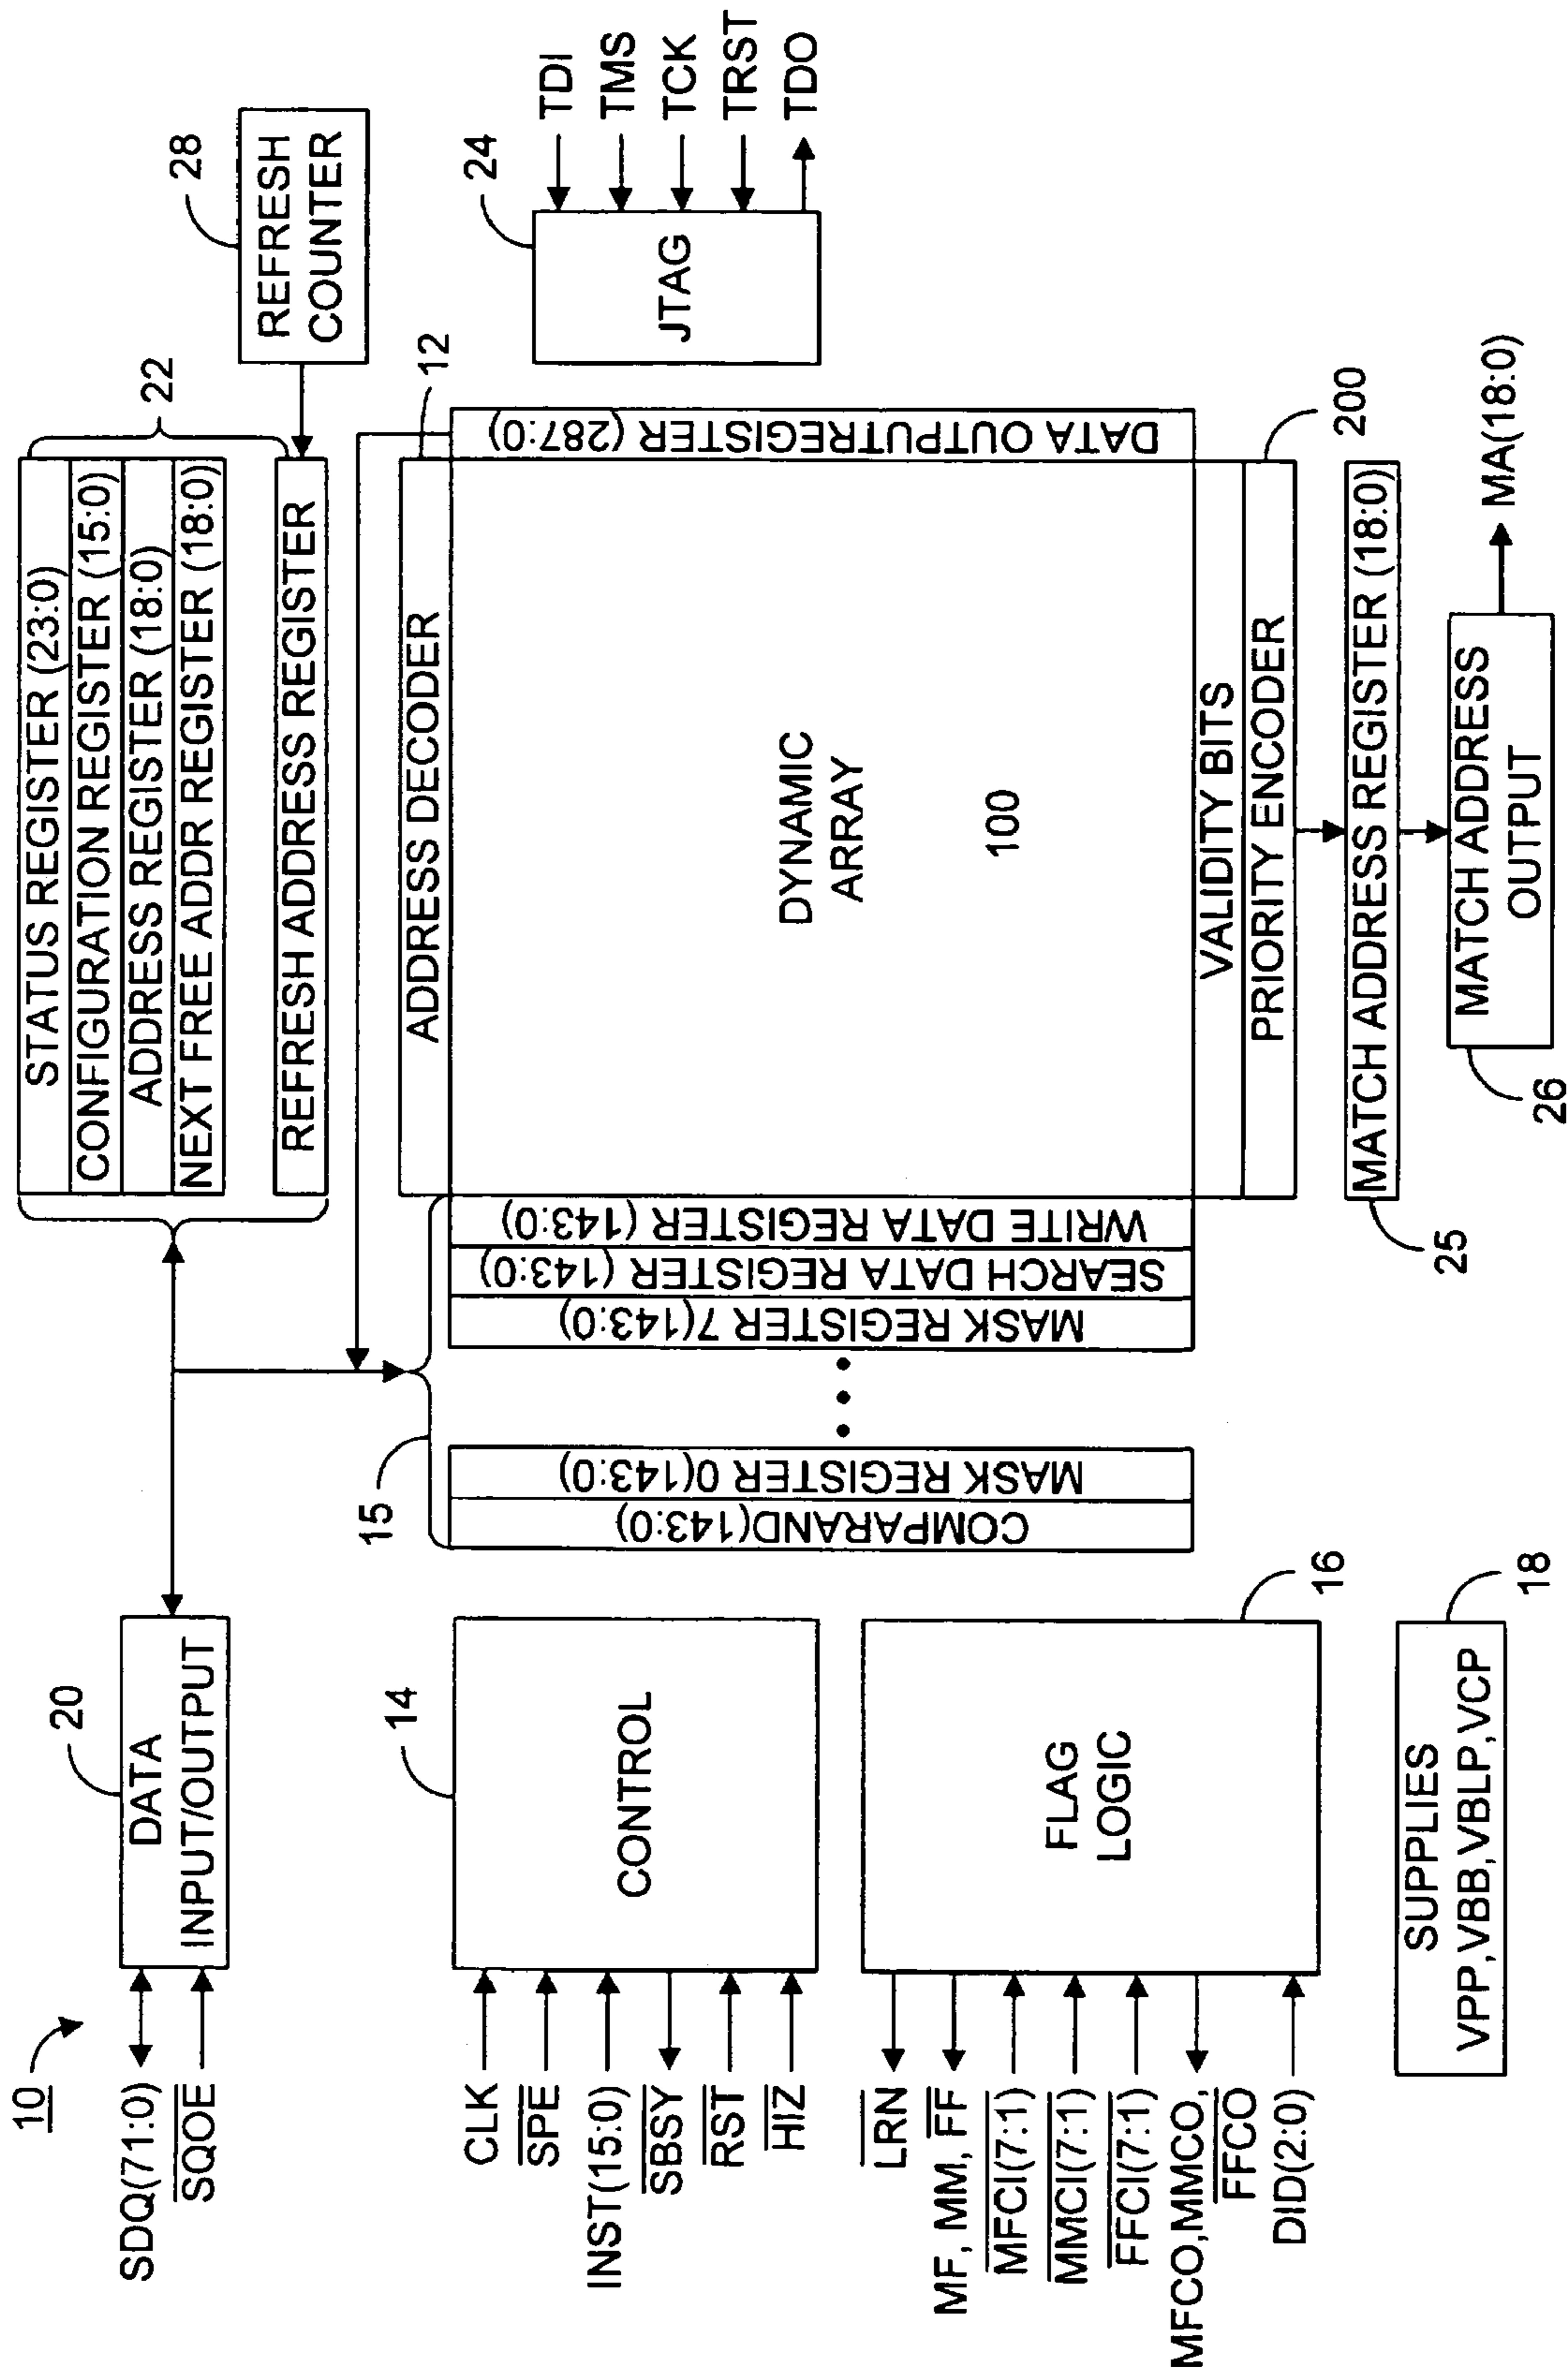 10
SDQ(71:0)
SQOE
20
DATA
INPUT/OUTPUT
STATUS REGISTER (23:0)
CONFIGURATION REGISTER (15:0)
ADDRESS REGISTER (18:0)
NEXT FREE ADDR REGISTER (18:0)
REFRESH ADDRESS REGISTER
22
28
REFRESH
COUNTER
CLK
SPE
INST(15:0)
SBSY
RST
HIZ
14
CONTROL
15
COMPARAND(143:0)
MASK REGISTER 0(143:0)
MASK REGISTER 7(143:0)
SEARCH DATA REGISTER (143:0)
WRITE DATA REGISTER (143:0)
ADDRESS DECODER
12
DYNAMIC
ARRAY
100
DATA OUTPUTREGISTER (287:0)
VALIDITY BITS
PRIORITY ENCODER
200
24
JTAG
TDI
TMS
TCK
TRST
TDO
LRN
MF, MM, FF
MFCI(7:1)
MMCI(7:1)
FFCI(7:1)
MFCO,MMCO,
FFCO
DID(2:0)
FLAG
LOGIC
16
SUPPLIES
VPP,VBB,VBLP,VCP
18
25
MATCH ADDRESS REGISTER (18:0)
26
MATCH ADDRESS
OUTPUT
MA(18:0)